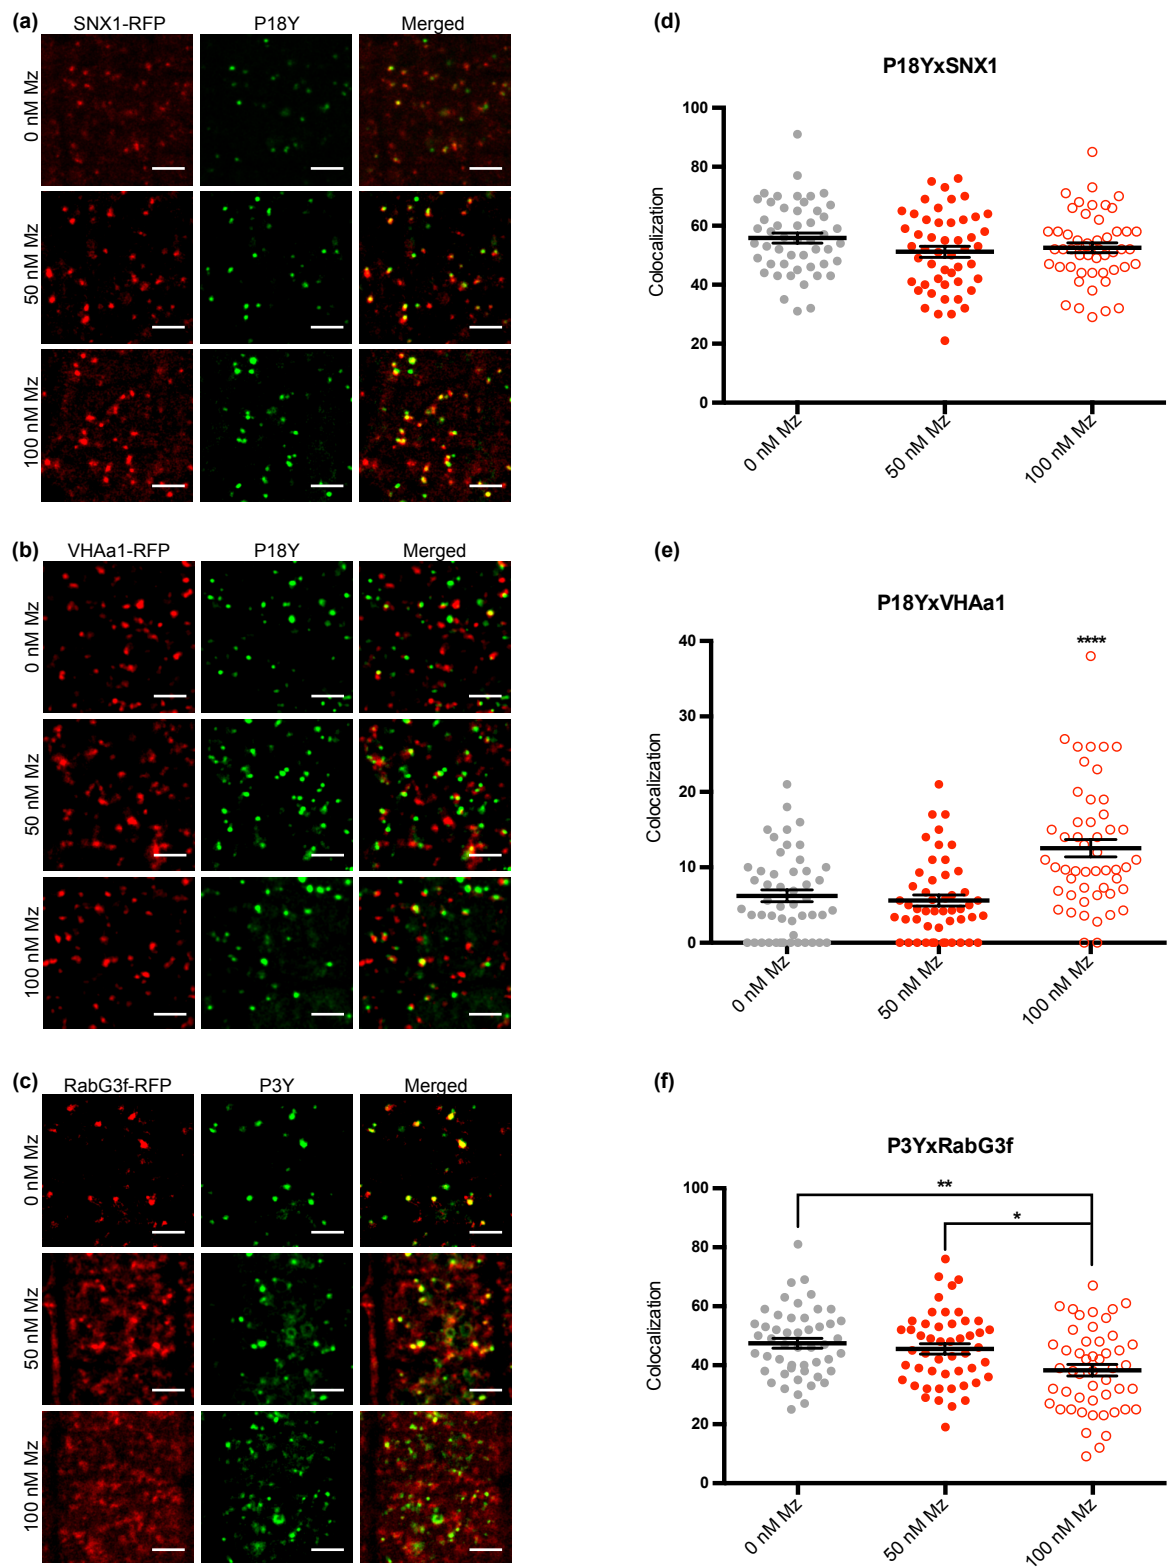 (a)
SNX1-RFP P18Y Merged
0 nM Mz
50 nM Mz
100 nM Mz
(b)
VHAa1-RFP P18Y Merged
0 nM Mz
50 nM Mz
100 nM Mz
(c)
RabG3f-RFP P3Y Merged
0 nM Mz
50 nM Mz
100 nM Mz
(d)
P18YxSNX1
Colocalization
100
80
60
40
20
0
0 nM Mz 50 nM Mz 100 nM Mz
(e)
P18YxVHAa1
Colocalization
40
30
20
10
0
****
0 nM Mz 50 nM Mz 100 nM Mz
(f)
P3YxRabG3f
Colocalization
100
80
60
40
20
0
**
*
0 nM Mz 50 nM Mz 100 nM Mz